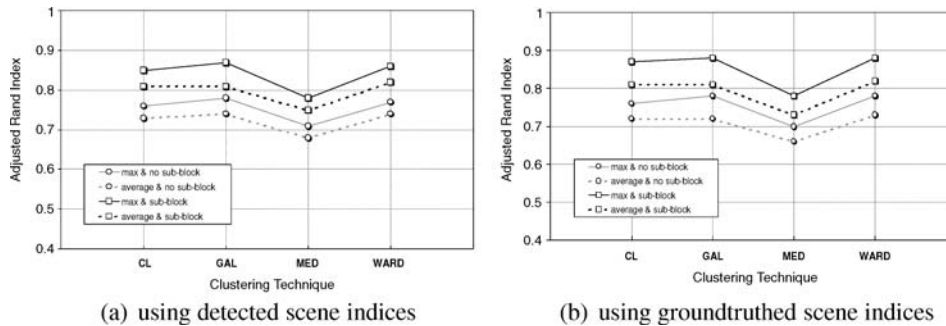 1
0.9
0.8
0.7
0.6
0.5
0.4
Adjusted Rand Index
max & no sub-block
average & no sub-block
max & sub-block
average & sub-block
CL GAL MED WARD
Clustering Technique
(a) using detected scene indices
1
0.9
0.8
0.7
0.6
0.5
0.4
Adjusted Rand Index
max & no sub-block
average & no sub-block
max & sub-block
average & sub-block
CL GAL MED WARD
Clustering Technique
(b) using groundtruthed scene indices